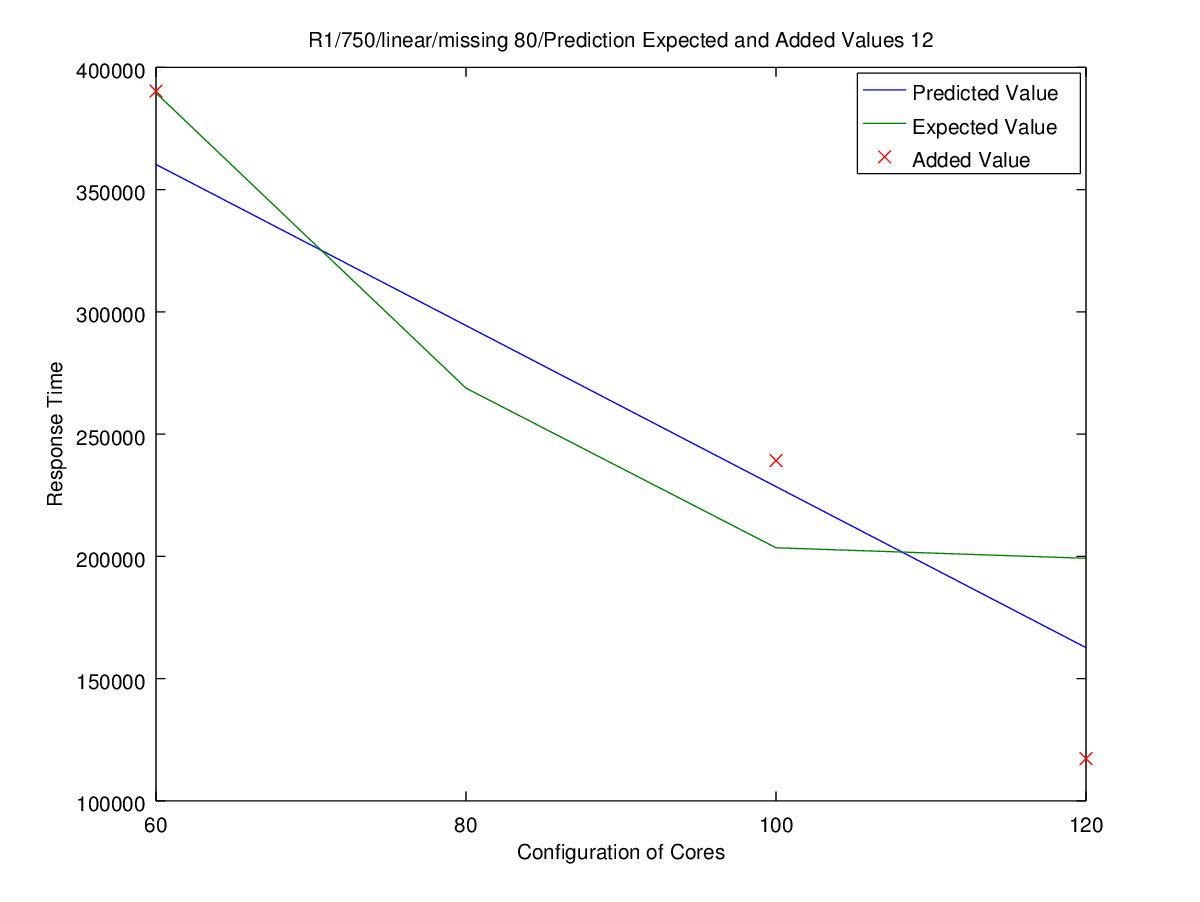 R1/750/linear/missing 80/Prediction Expected and Added Values 12
400000
350000
300000
250000
200000
150000
100000
Response Time
Predicted Value
Expected Value
Added Value
60
80
100
120
Configuration of Cores